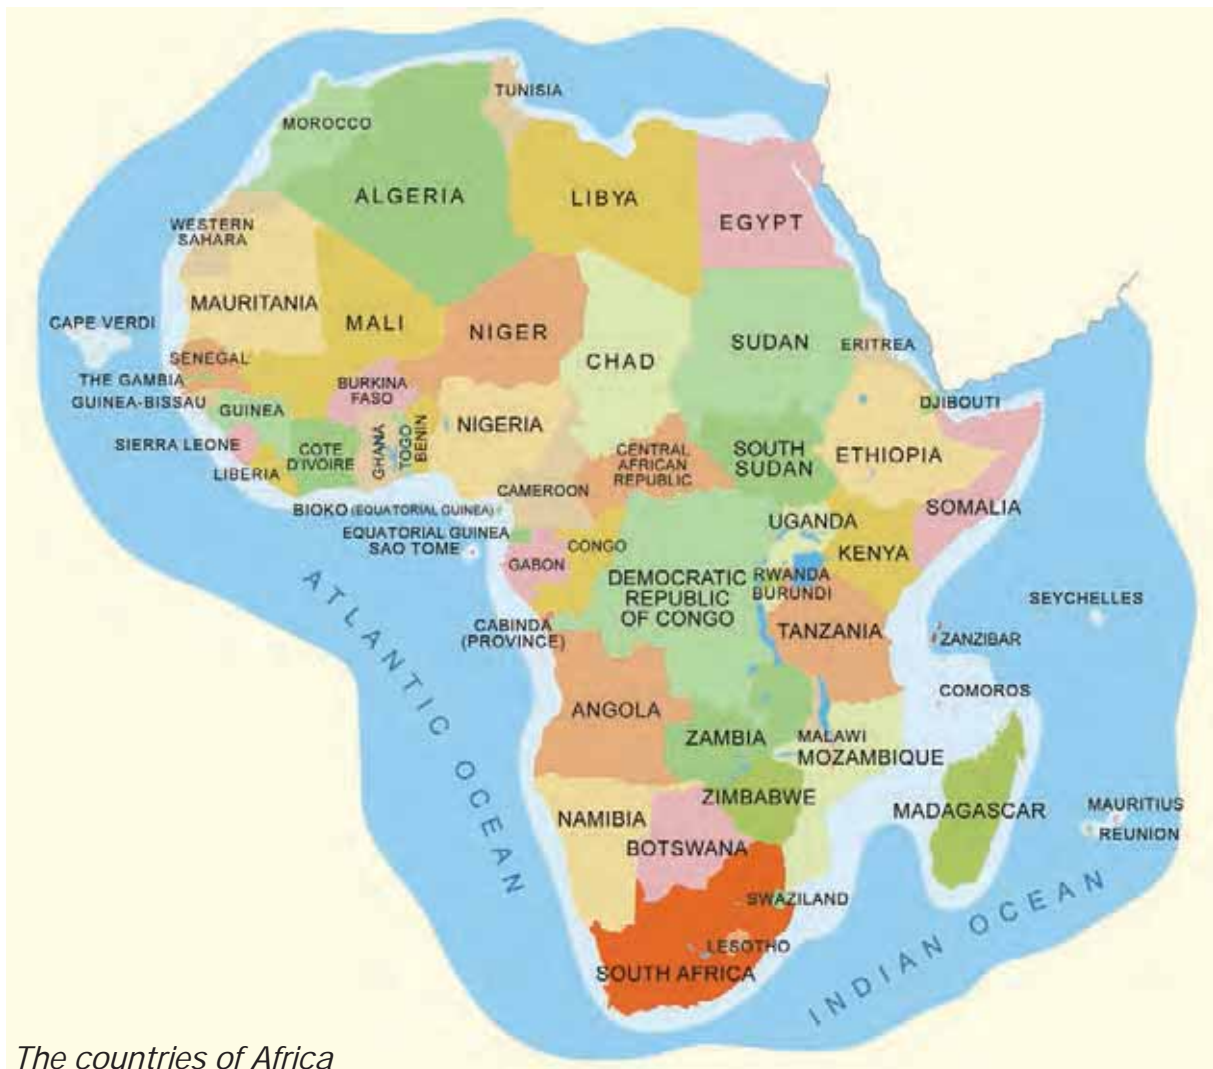 TUNISIA
MOROCCO
ALGERIA
LIBYA
EGYPT
WESTERN
SAHARA
MAURITANIA
MALI
NIGER
CHAD
SUDAN
ERITREA
CAPE VERDI
SENEGAL
THE GAMBIA
GUINEA-BISSAU
GUINEA
BURKINA
FASO
NIGERIA
DJIBOUTI
SIERRA LEONE
LIBERIA
COTE
D'IVOIRE
GHANA
TOGO
BENIN
CENTRAL
AFRICAN
REPUBLIC
SOUTH
SUDAN
ETHIOPIA
SOMALIA
CAMEROON
BIOKO (EQUATORIAL GUINEA)
EQUATORIAL GUINEA
SAO TOME
GABON
CONGO
UGANDA
KENYA
DEMOCRATIC
REPUBLIC
OF CONGO
RWANDA
BURUNDI
TANZANIA
SEYCHELLES
ZANZIBAR
CABINDA
(PROVINCE)
COMOROS
ATLANTIC OCEAN
ANGOLA
ZAMBIA
MALAWI
MOZAMBIQUE
ZIMBABWE
NAMIBIA
BOTSWANA
MADAGASCAR
MAURITIUS
REUNION
SWAZILAND
LESOTHO
SOUTH AFRICA
INDIAN OCEAN
The countries of Africa